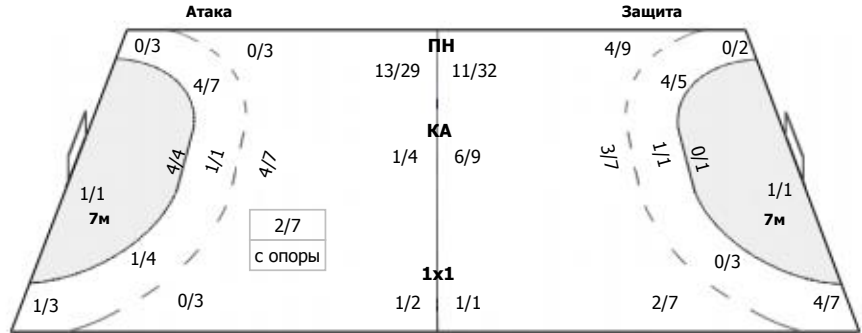 Атака Защита
0/3 0/3 ПН 4/9 0/2
13/29 11/32
4/7 4/5
КА
4/4 1/1 4/7 1/4 6/9 3/7 1/1 0/1
1/1 1/1
7м 7м
2/7
с опоры
1/4 0/3
1x1
1/3 0/3 1/2 1/1 2/7 4/7